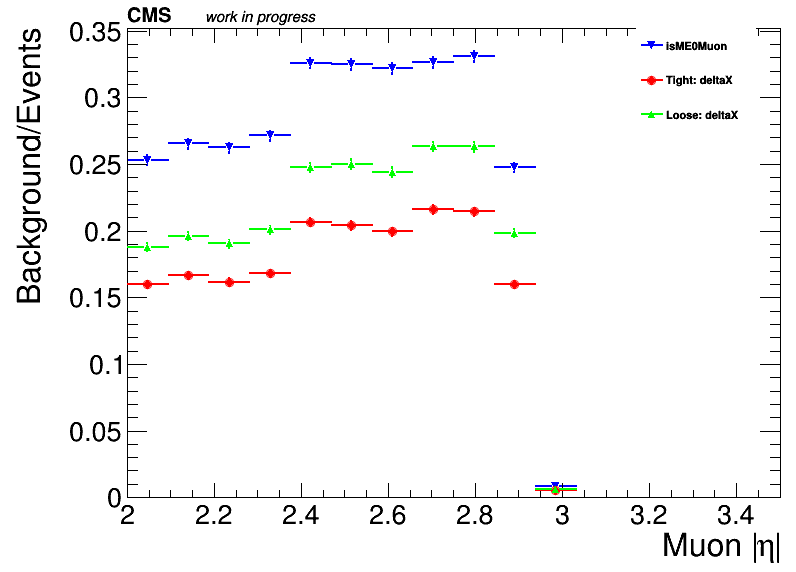 CMS work in progress
Background/Events
0.35
0.3
0.25
0.2
0.15
0.1
0.05
0
isME0Muon
Tight: deltaX
Loose: deltaX
2 2.2 2.4 2.6 2.8 3 3.2 3.4
Muon |η|